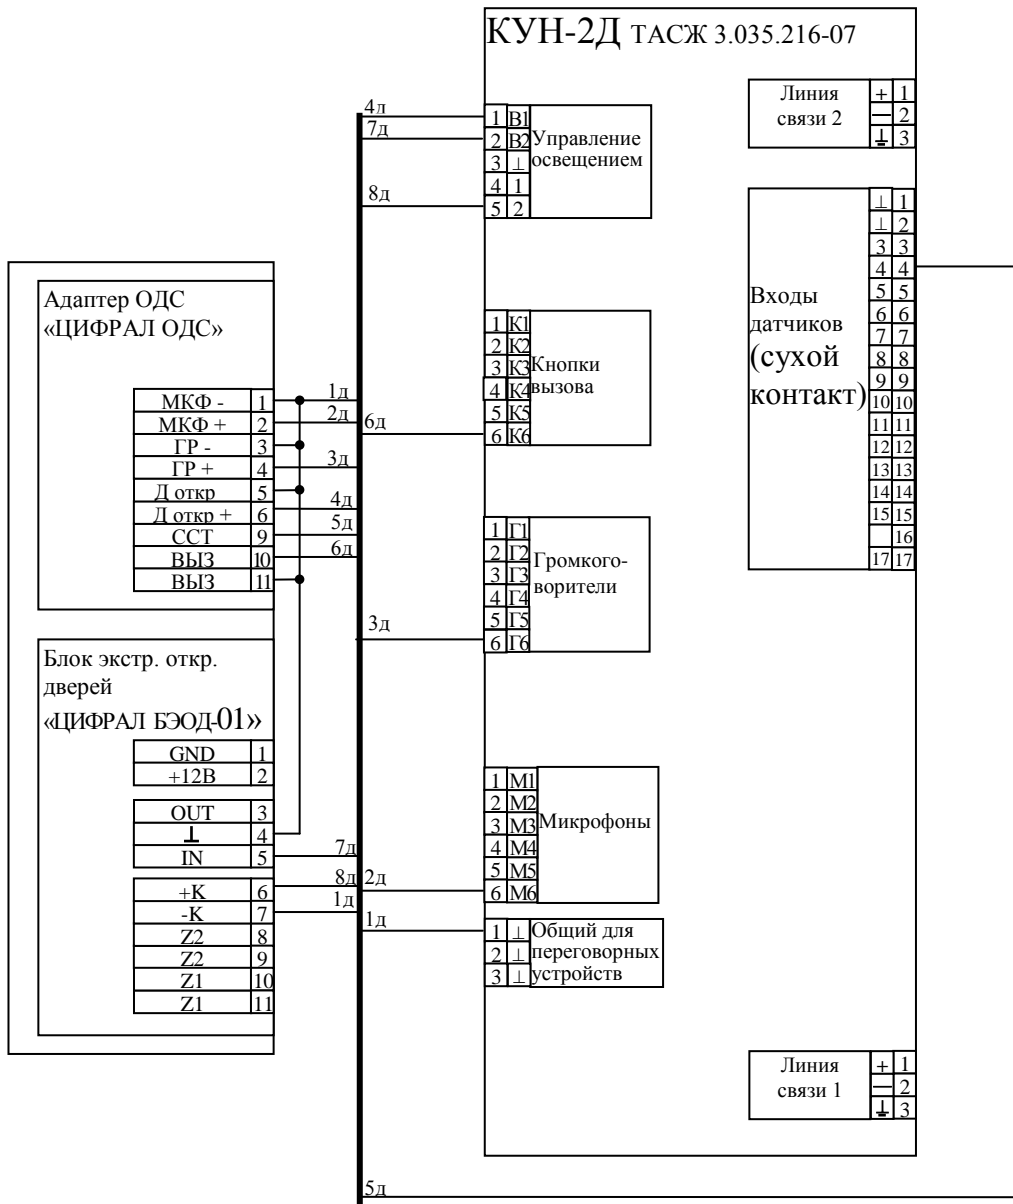 КУН-2Д ТАСЖ 3.035.216-07
Линия связи 2
+ 1
— 2
⏚ 3
4д
7д
8д
1 В1
2 В2
3 ⊥
4 1
5 2
Управление
освещением
Входы
датчиков
(сухой
контакт)
⊥ 1
⊥ 2
3 3
4 4
5 5
6 6
7 7
8 8
9 9
10 10
11 11
12 12
13 13
14 14
15 15
16
17 17
Адаптер ОДС
«ЦИФРАЛ ОДС»
МКФ - 1
МКФ + 2
ГР - 3
ГР + 4
Д откр 5
Д откр + 6
ССТ 9
ВЫЗ 10
ВЫЗ 11
1д
2д
3д
4д
5д
6д
6д
1 К1
2 К2
3 К3
4 К4
5 К5
6 К6
Кнопки
вызова
3д
1 Г1
2 Г2
3 Г3
4 Г4
5 Г5
6 Г6
Громкого-
ворители
Блок экстр. откр.
дверей
«ЦИФРАЛ БЭОД-01»
GND 1
+12В 2
OUT 3
⊥ 4
IN 5
+К 6
-К 7
Z2 8
Z2 9
Z1 10
Z1 11
7д
8д
1д
2д
1д
1 М1
2 М2
3 М3
4 М4
5 М5
6 М6
Микрофоны
1 ⊥
2 ⊥
3 ⊥
Общий для
переговорных
устройств
Линия
связи 1
+ 1
— 2
⏚ 3
5д